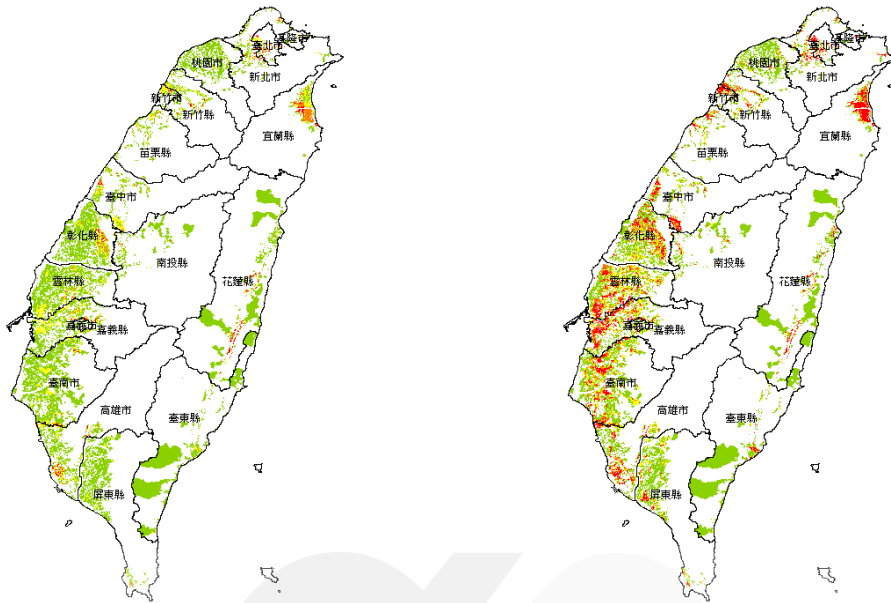 基隆市
臺北市
桃園市
新北市
新竹市
新竹縣
宜蘭縣
苗栗縣
臺中市
彰化縣
南投縣
雲林縣
花蓮縣
嘉義市
嘉義縣
臺南市
高雄市
臺東縣
屏東縣
基隆市
臺北市
桃園市
新北市
新竹市
新竹縣
宜蘭縣
苗栗縣
臺中市
彰化縣
南投縣
雲林縣
花蓮縣
嘉義市
嘉義縣
臺南市
高雄市
臺東縣
屏東縣